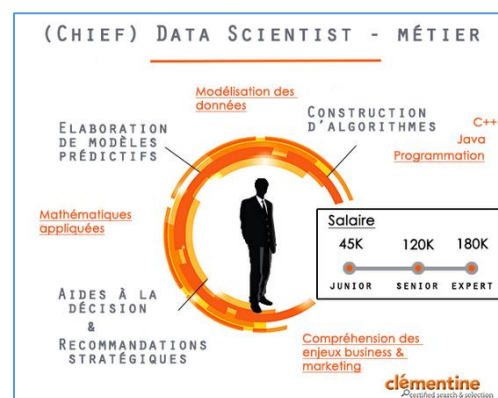 (CHIEF) DATA SCIENTIST - MÉTIER
Modélisation des
données
CONSTRUCTION
D'ALGORITHMES
C++
Java
Programmation
ELABORATION
DE MODÈLES
PRÉDICTIFS
Mathématiques
appliquées
Salaire
45K 120K 180K
JUNIOR SENIOR EXPERT
AIDES À LA
DÉCISION
&
RECOMMANDATIONS
STRATÉGIQUES
Compréhension des
enjeux business &
marketing
clémentine
certified search & selection